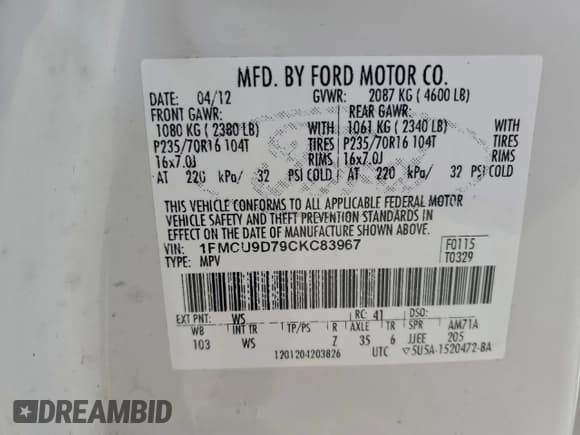 MFD. BY FORD MOTOR CO.
DATE: 04/12 GVWR: 2087 KG ( 4600 LB)
FRONT GAWR: REAR GAWR:
1080 KG ( 2380 LB) WITH 1061 KG ( 2340 LB) WITH
P235/70R16 104T TIRES P235/70R16 104T TIRES
16x7.0J RIMS 16x7.0J RIMS
AT 220 kPa/ 32 PSI COLD AT 220 kPa/ 32 PSI COLD
THIS VEHICLE CONFORMS TO ALL APPLICABLE FEDERAL MOTOR
VEHICLE SAFETY AND THEFT PREVENTION STANDARDS IN EFFECT
ON THE DATE OF MANUFACTURE SHOWN ABOVE.
VIN: 1FMCU9D79CKC83967 F0115
TYPE: MPV T0329
EXT PNT: WS RC: 41 DSO:
WB INT TR TP/PS R AXLE TR SPR AM71A
103 WS Z 35 6 JJEE 205
1201204203826 UTC ▽5U5A-1520472-BA
DREAMBID